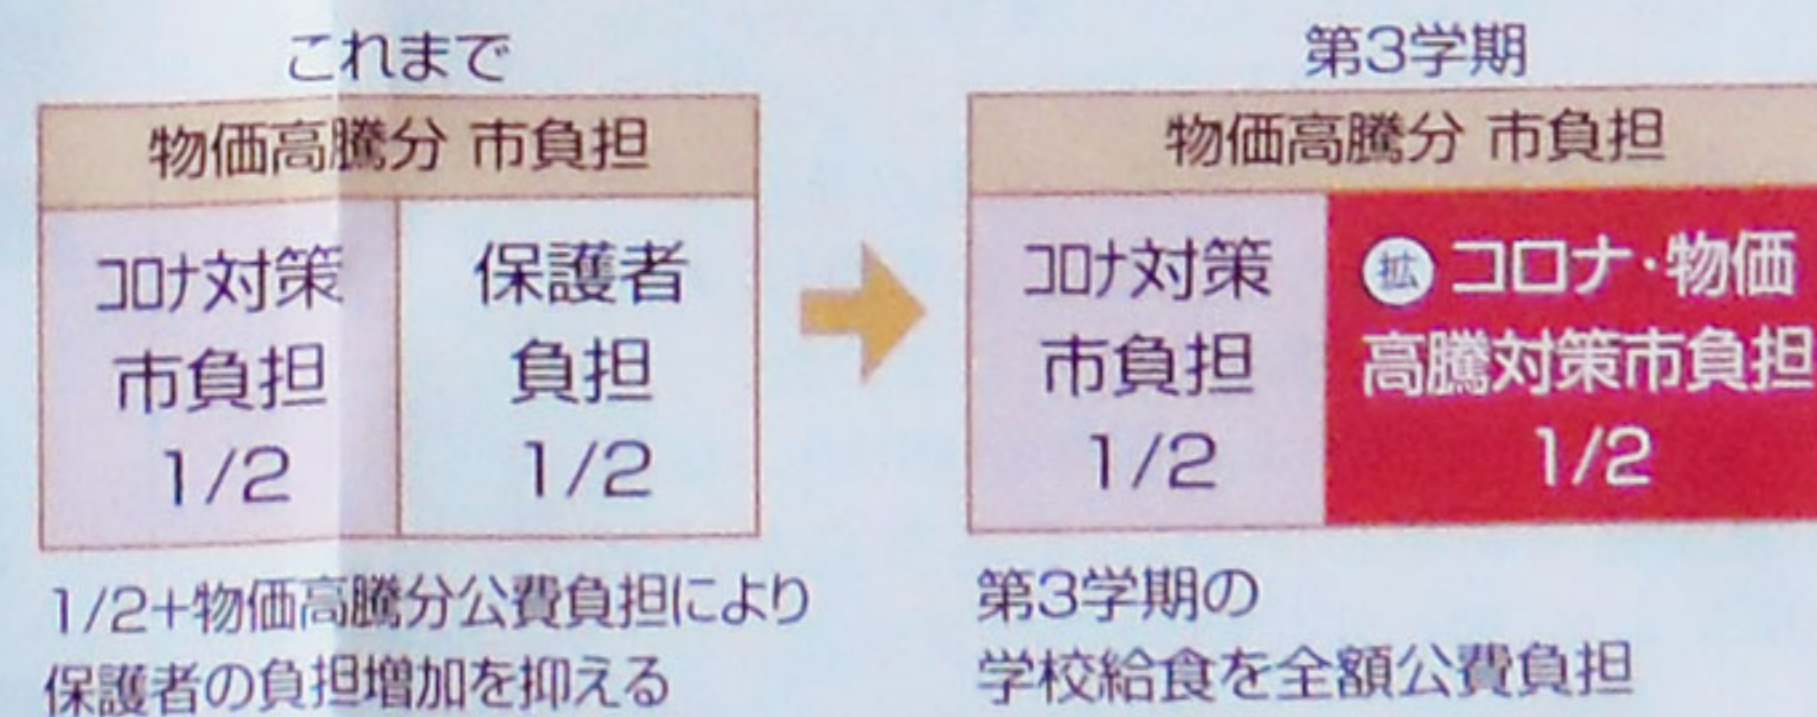 これまで
物価高騰分 市負担
コロナ対策
市負担
1/2
保護者
負担
1/2
1/2+物価高騰分公費負担により
保護者の負担増加を抑える
第3学期
物価高騰分 市負担
コロナ対策
市負担
1/2
拡 コロナ・物価
高騰対策市負担
1/2
第3学期の
学校給食を全額公費負担